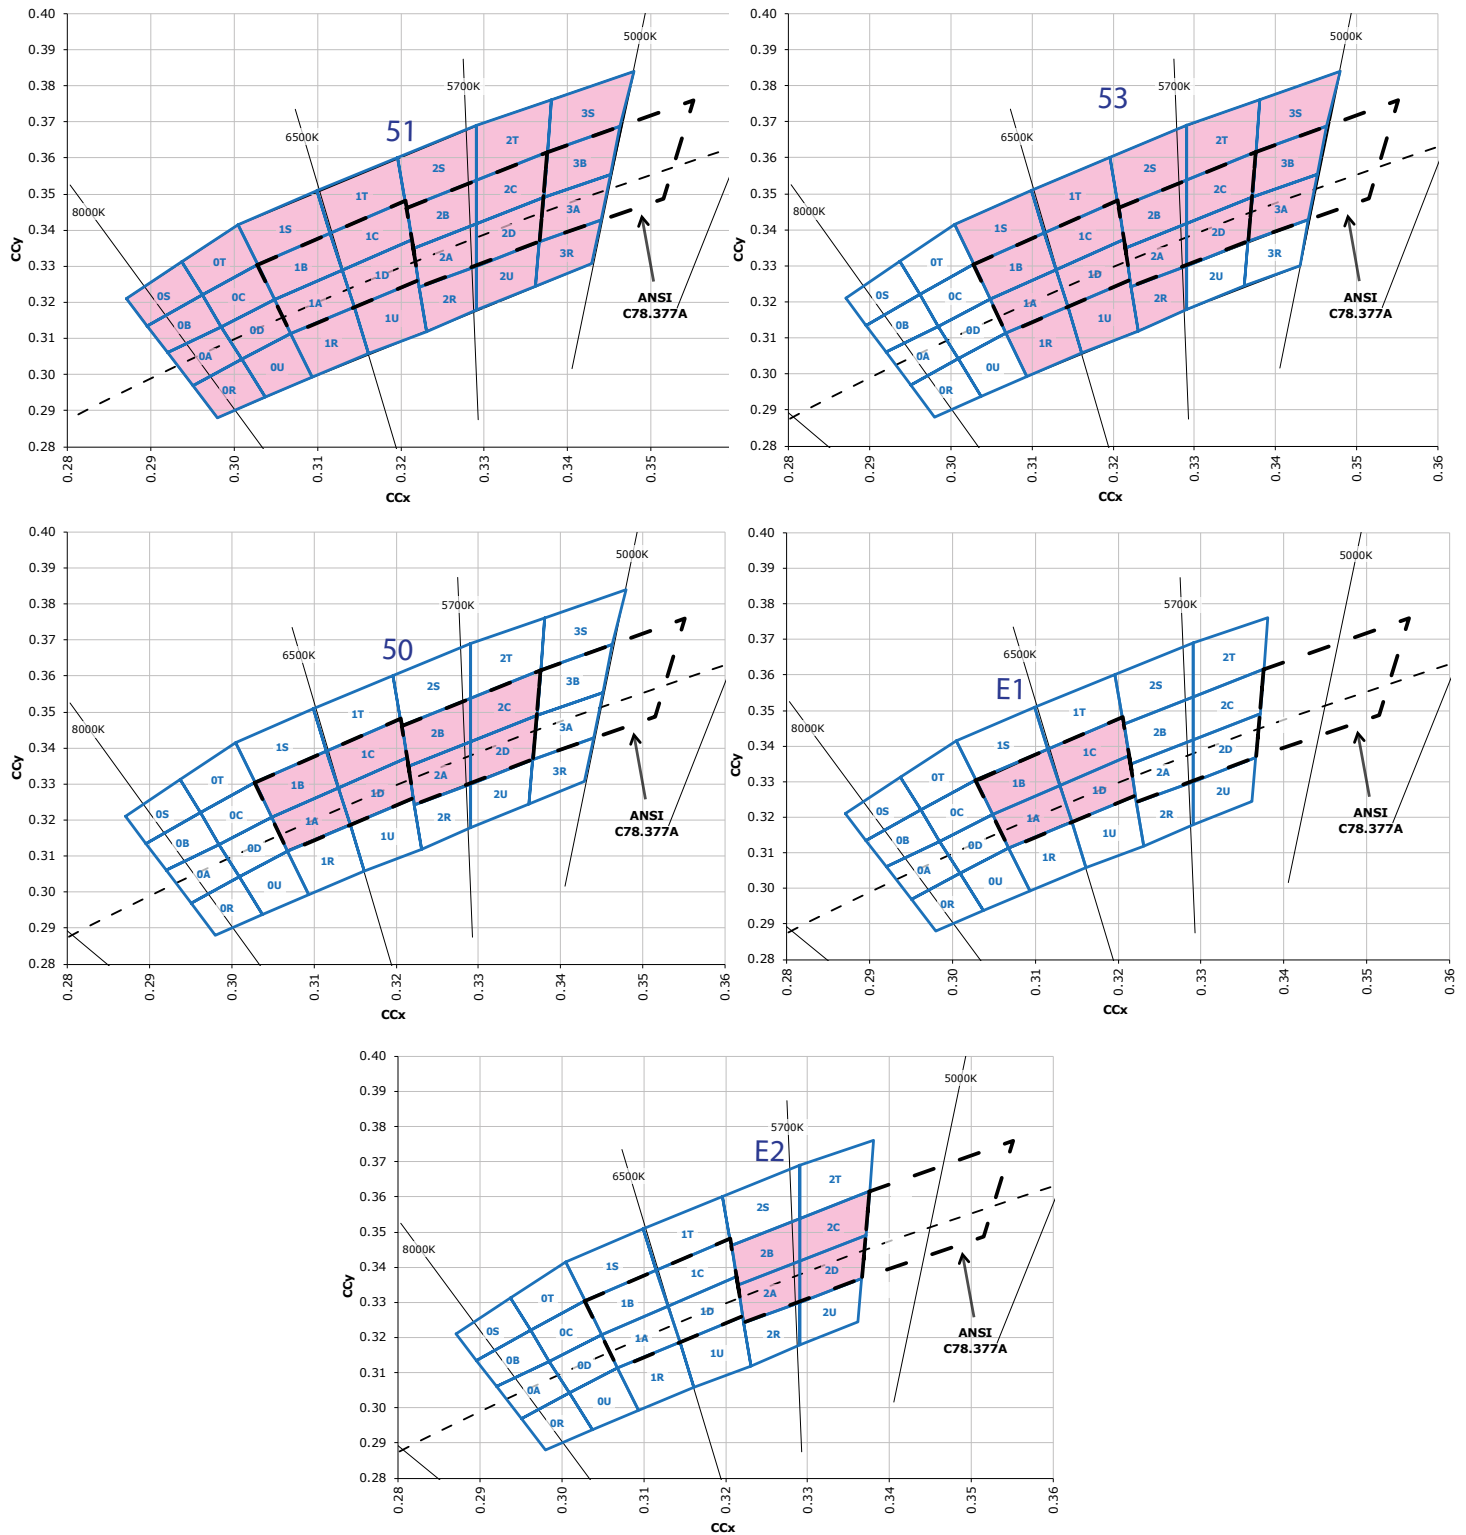 51
0.40
0.39
0.38
0.37
0.36
0.35
0.34
0.33
0.32
0.31
0.30
0.29
0.28
CCy
0.28
0.29
0.30
0.31
0.32
0.33
0.34
0.35
CCx
8000K
6500K
5700K
5000K
0S
0T
1S
1T
2S
2T
3S
0B
0C
1B
1C
2B
2C
3B
0A
0D
1A
1D
2A
2D
3A
0R
0U
1R
1U
2R
2U
3R
ANSI
C78.377A
53
0.40
0.39
0.38
0.37
0.36
0.35
0.34
0.33
0.32
0.31
0.30
0.29
0.28
CCy
0.28
0.29
0.30
0.31
0.32
0.33
0.34
0.35
0.36
CCx
8000K
6500K
5700K
5000K
0S
0T
1S
1T
2S
2T
3S
0B
0C
1B
1C
2B
2C
3B
0A
0D
1A
1D
2A
2D
3A
0R
0U
1R
1U
2R
2U
3R
ANSI
C78.377A
50
0.40
0.39
0.38
0.37
0.36
0.35
0.34
0.33
0.32
0.31
0.30
0.29
0.28
CCy
0.28
0.29
0.30
0.31
0.32
0.33
0.34
0.35
0.36
CCx
8000K
6500K
5700K
5000K
0S
0T
1S
1T
2S
2T
3S
0B
0C
1B
1C
2B
2C
3B
0A
0D
1A
1D
2A
2D
3A
0R
0U
1R
1U
2R
2U
3R
ANSI
C78.377A
E1
0.40
0.39
0.38
0.37
0.36
0.35
0.34
0.33
0.32
0.31
0.30
0.29
0.28
CCy
0.28
0.29
0.30
0.31
0.32
0.33
0.34
0.35
0.36
CCx
8000K
6500K
5700K
5000K
0S
0T
1S
1T
2S
2T
0B
0C
1B
1C
2B
2C
0A
0D
1A
1D
2A
2D
0R
0U
1R
1U
2R
2U
ANSI
C78.377A
E2
0.40
0.39
0.38
0.37
0.36
0.35
0.34
0.33
0.32
0.31
0.30
0.29
0.28
CCy
0.28
0.29
0.30
0.31
0.32
0.33
0.34
0.35
0.36
CCx
8000K
6500K
5700K
5000K
0S
0T
1S
1T
2S
2T
0B
0C
1B
1C
2B
2C
0A
0D
1A
1D
2A
2D
0R
0U
1R
1U
2R
2U
ANSI
C78.377A